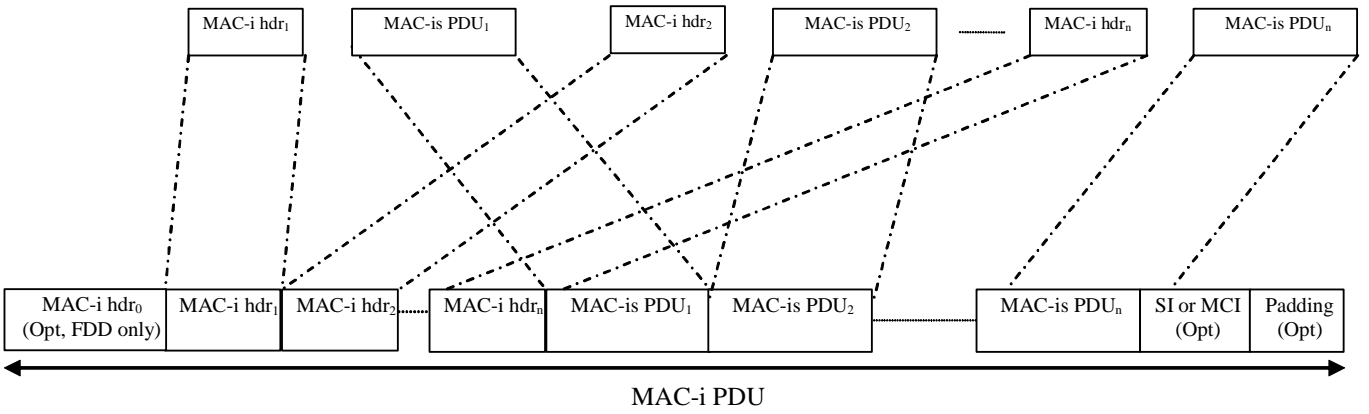 MAC-i hdr₁ MAC-is PDU₁ MAC-i hdr₂ MAC-is PDU₂ MAC-i hdrₙ MAC-is PDUₙ
MAC-i hdr₀ (Opt, FDD only) MAC-i hdr₁ MAC-i hdr₂ MAC-i hdrₙ MAC-is PDU₁ MAC-is PDU₂ MAC-is PDUₙ SI or MCI (Opt) Padding (Opt)
MAC-i PDU